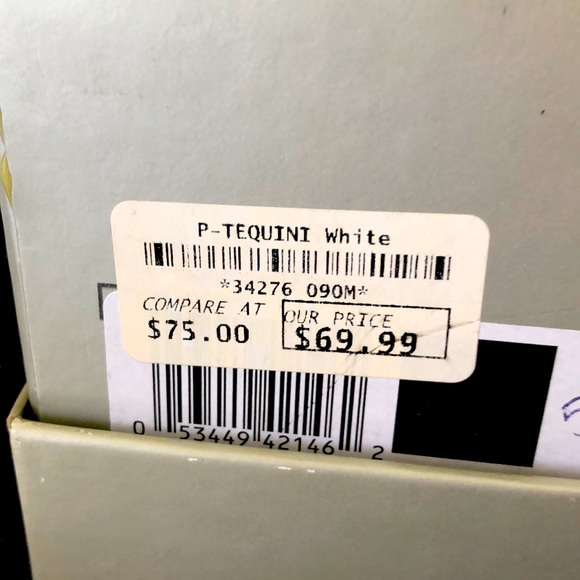 P-TEQUINI White
*34276 090M*
COMPARE AT
$75.00
OUR PRICE
$69.99
0 53449 42146 2